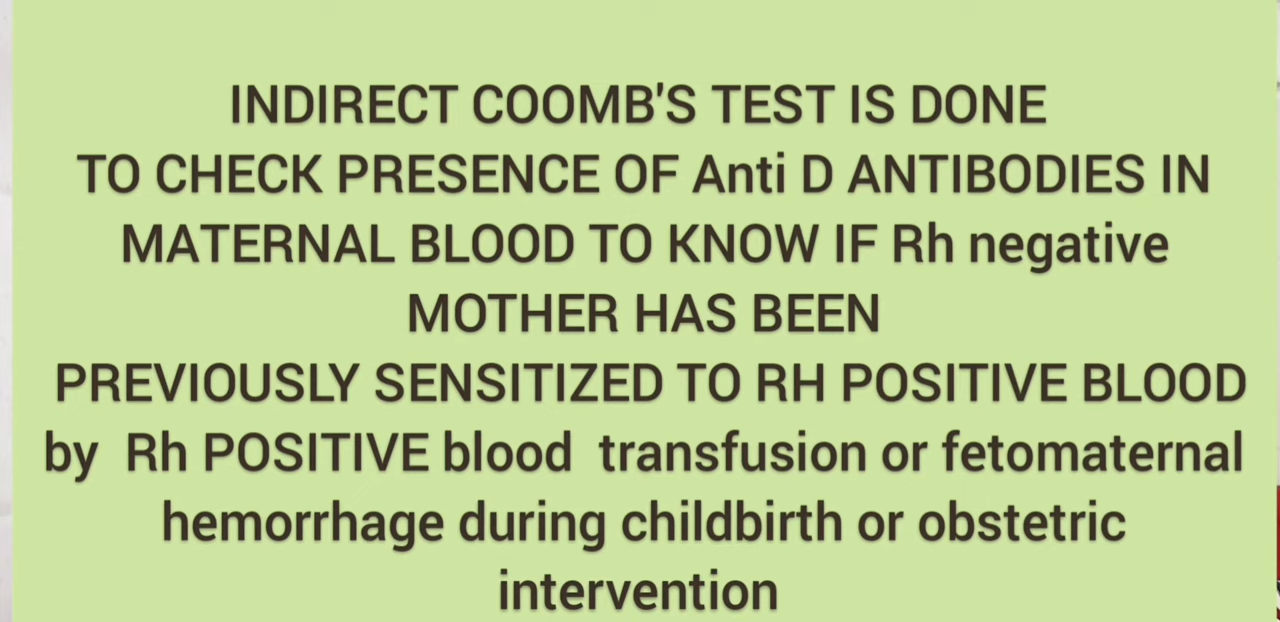 INDIRECT COOMB'S TEST IS DONE
TO CHECK PRESENCE OF Anti D ANTIBODIES IN
MATERNAL BLOOD TO KNOW IF Rh negative
MOTHER HAS BEEN
PREVIOUSLY SENSITIZED TO RH POSITIVE BLOOD
by Rh POSITIVE blood transfusion or fetomaternal
hemorrhage during childbirth or obstetric
intervention